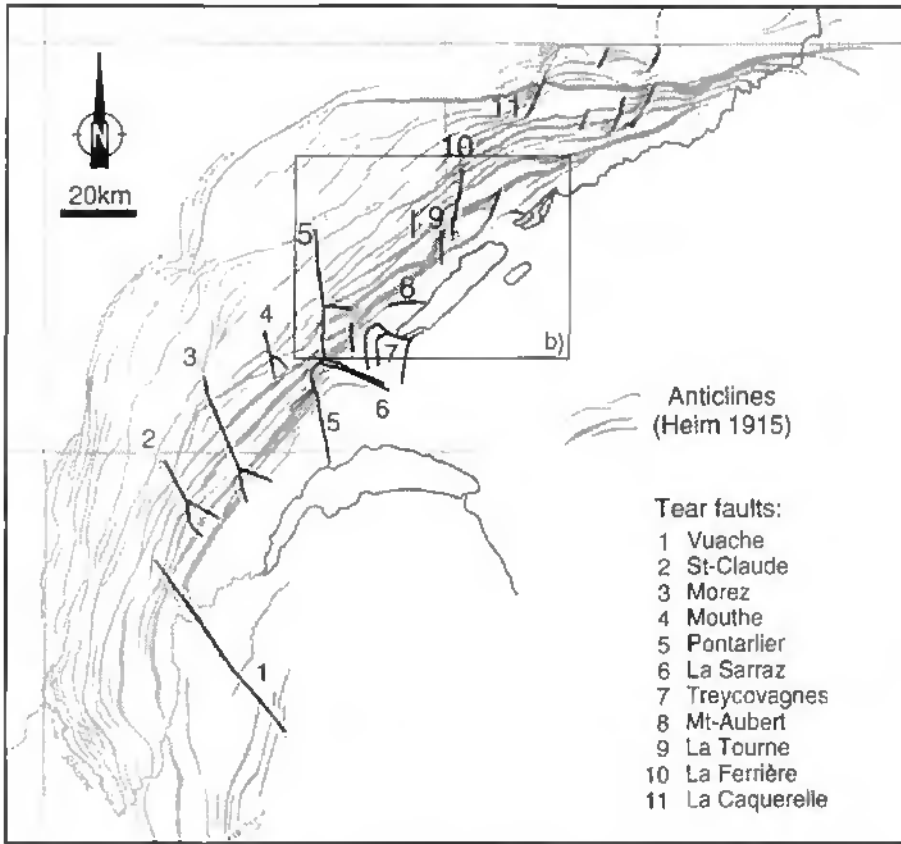 N
20km
11
10
9
5
8
4
7
b)
3
6
5
2
1
Anticlines
(Heim 1915)
Tear faults:
1 Vuache
2 St-Claude
3 Morez
4 Mouthe
5 Pontarlier
6 La Sarraz
7 Treycovagnes
8 Mt-Aubert
9 La Tourne
10 La Ferrière
11 La Caquerelle